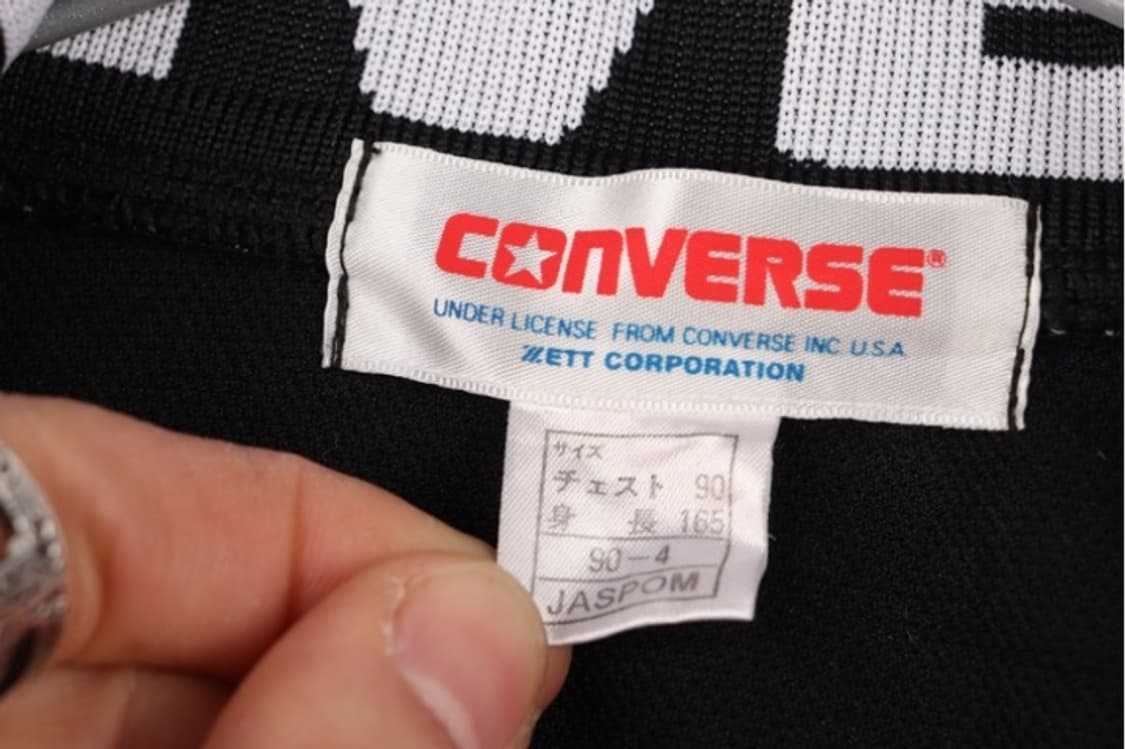 CONVERSE®
UNDER LICENSE FROM CONVERSE INC. U.S.A.
ZETT CORPORATION
サイズ
チェスト 90
身長 165
90-4
JASPOM